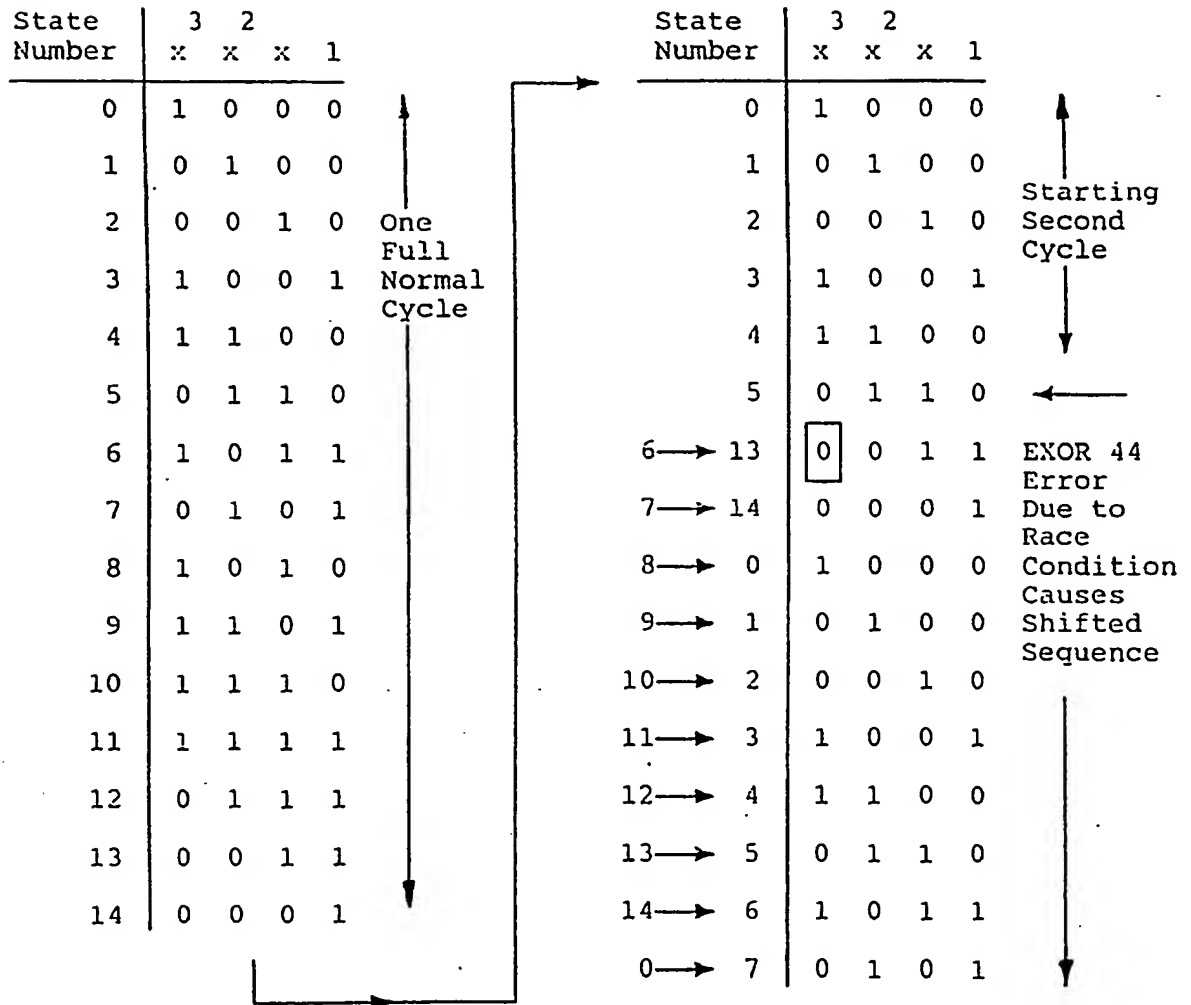 State 3 2
Number x x x 1
0 1 0 0 0
1 0 1 0 0
2 0 0 1 0
3 1 0 0 1
4 1 1 0 0
5 0 1 1 0
6 1 0 1 1
7 0 1 0 1
8 1 0 1 0
9 1 1 0 1
10 1 1 1 0
11 1 1 1 1
12 0 1 1 1
13 0 0 1 1
14 0 0 0 1
One
Full
Normal
Cycle
State 3 2
Number x x x 1
0 1 0 0 0
1 0 1 0 0
2 0 0 1 0
3 1 0 0 1
4 1 1 0 0
5 0 1 1 0
6 → 13 0 0 1 1
7 → 14 0 0 0 1
8 → 0 1 0 0 0
9 → 1 0 1 0 0
10 → 2 0 0 1 0
11 → 3 1 0 0 1
12 → 4 1 1 0 0
13 → 5 0 1 1 0
14 → 6 1 0 1 1
0 → 7 0 1 0 1
Starting
Second
Cycle
EXOR 44
Error
Due to
Race
Condition
Causes
Shifted
Sequence